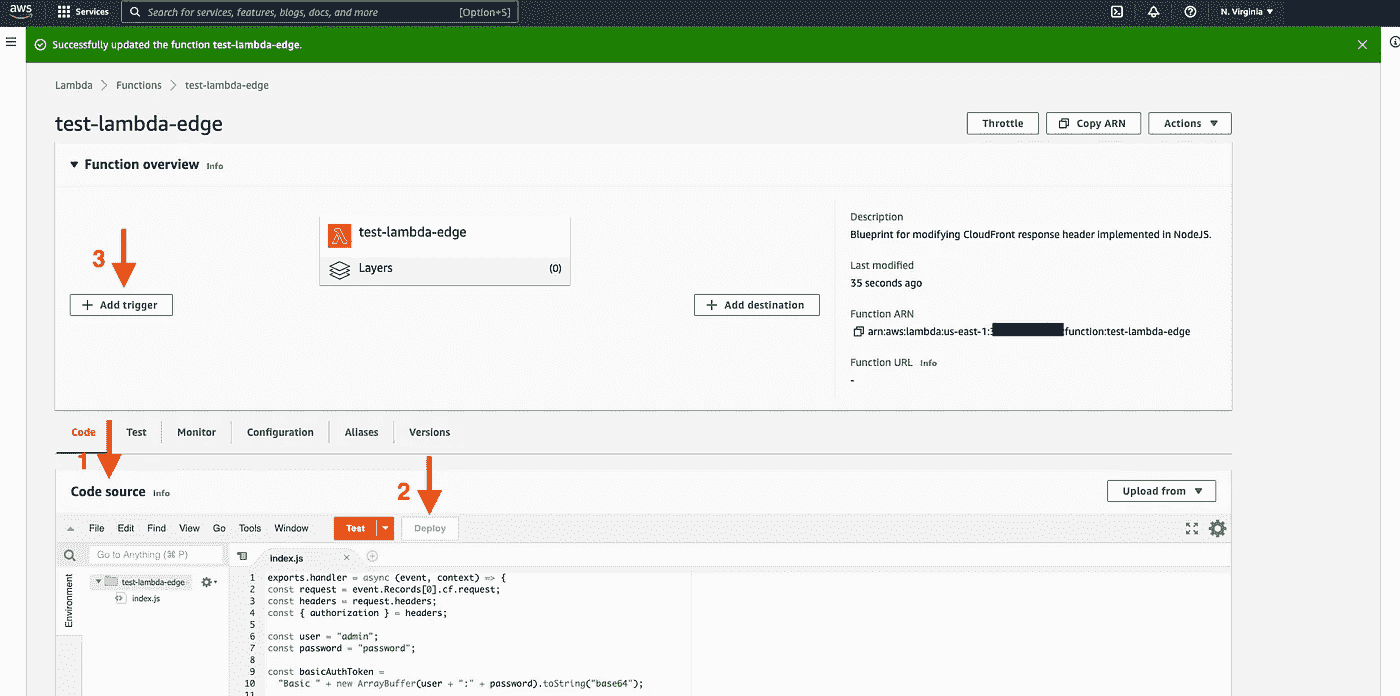 aws Services Search for services, features, blogs, docs, and more [Option+S] N. Virginia
Successfully updated the function test-lambda-edge.
Lambda Functions test-lambda-edge
test-lambda-edge
Throttle Copy ARN Actions
Function overview Info
test-lambda-edge
Layers (0)
3
Add trigger
Add destination
Description
Blueprint for modifying CloudFront response header implemented in NodeJS.
Last modified
35 seconds ago
Function ARN
arn:aws:lambda:us-east-1: function:test-lambda-edge
Function URL Info
-
Code Test Monitor Configuration Aliases Versions
1
Code source Info
2
Upload from
File Edit Find View Go Tools Window Test Deploy
Go to Anything (⌘ P)
index.js
Environment
test-lambda-edge
index.js
1 exports.handler = async (event, context) => {
2 const request = event.Records[0].cf.request;
3 const headers = request.headers;
4 const { authorization } = headers;
5
6 const user = "admin";
7 const password = "password";
8
9 const basicAuthToken =
10 "Basic " + new ArrayBuffer(user + ":" + password).toString("base64");
11